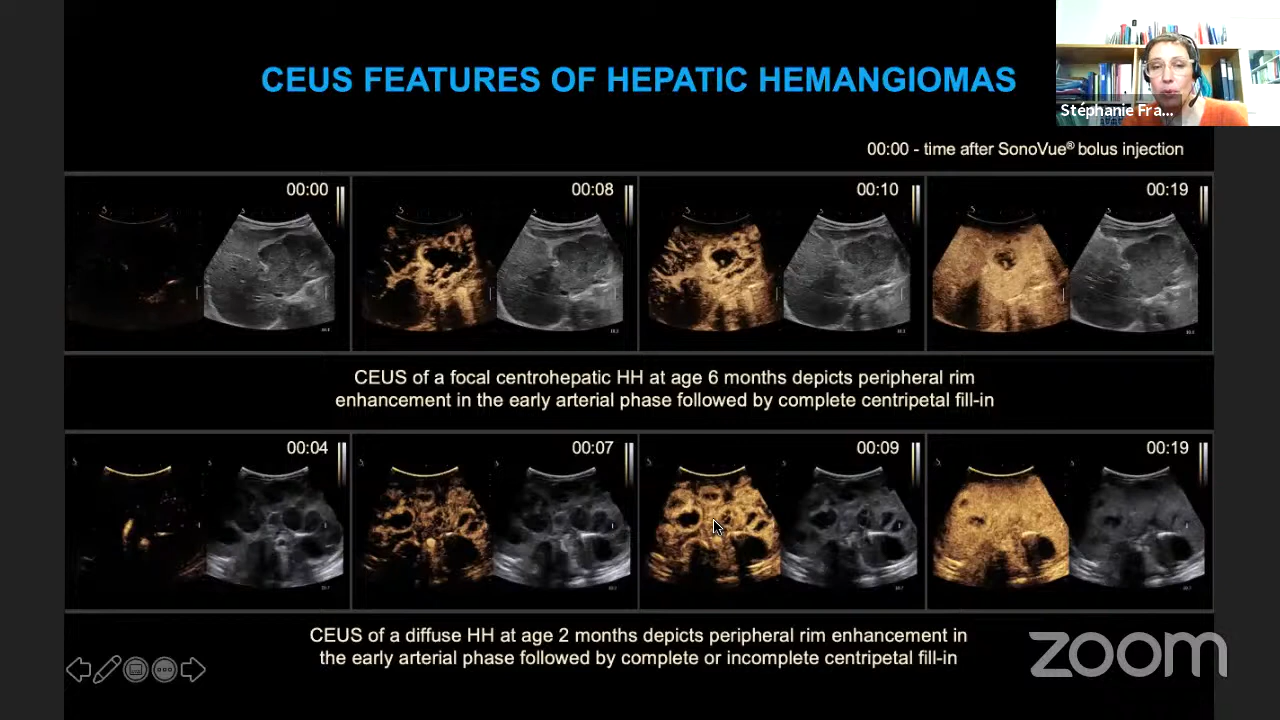 CEUS FEATURES OF HEPATIC HEMANGIOMAS
Stéphanie Fra...
00:00 - time after SonoVue® bolus injection
00:00
00:08
00:10
00:19
CEUS of a focal centrohepatic HH at age 6 months depicts peripheral rim
enhancement in the early arterial phase followed by complete centripetal fill-in
00:04
00:07
00:09
00:19
CEUS of a diffuse HH at age 2 months depicts peripheral rim enhancement in
the early arterial phase followed by complete or incomplete centripetal fill-in
zoom